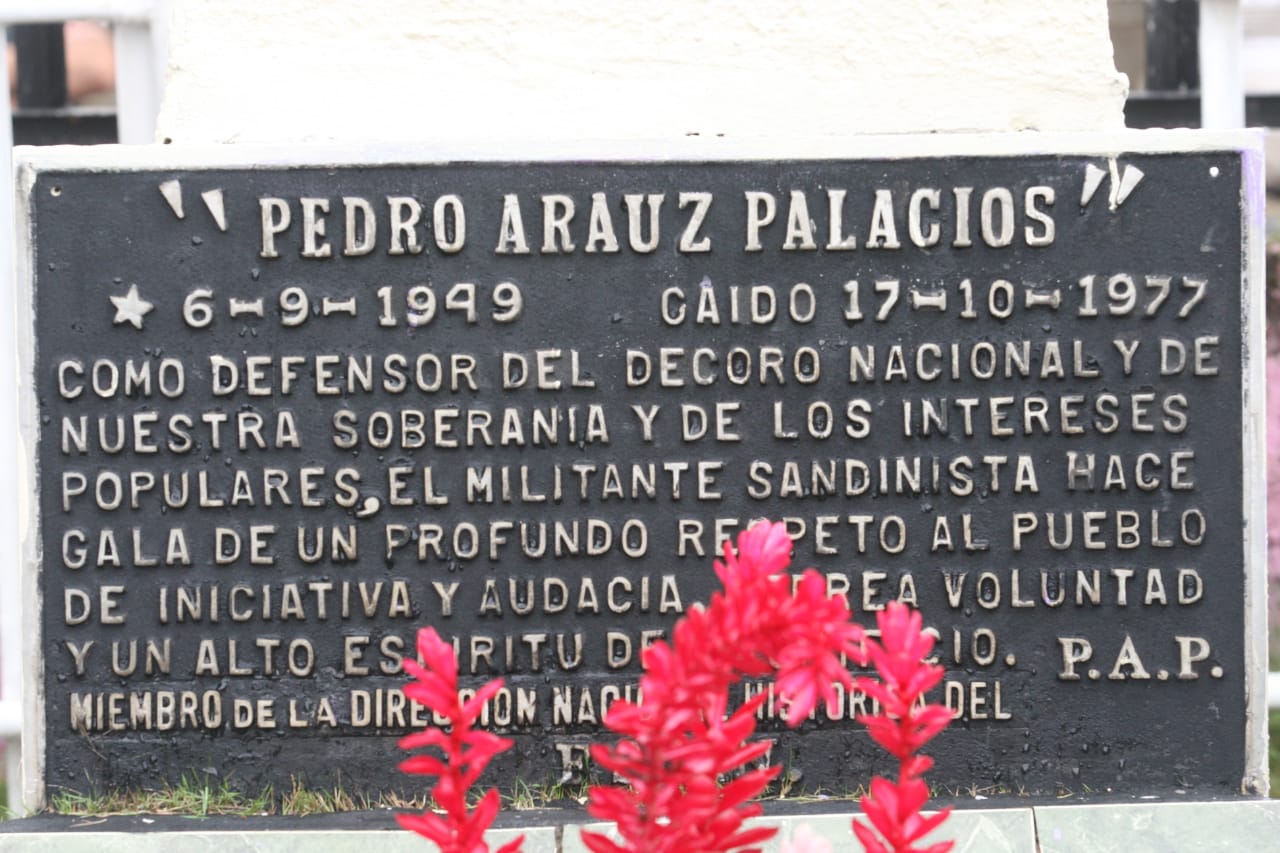 "PEDRO ARAUZ PALACIOS"
★ 6-9-1949 CAIDO 17-10-1977
COMO DEFENSOR DEL DECORO NACIONAL Y DE
NUESTRA SOBERANIA Y DE LOS INTERESES
POPULARES, EL MILITANTE SANDINISTA HACE
GALA DE UN PROFUNDO RESPETO AL PUEBLO
DE INICIATIVA Y AUDACIA VOLUNTAD
Y UN ALTO ESPIRITU DE
P.A.P.
MIEMBRO DE LA DIRECCION NACIONAL HISTORICA DEL